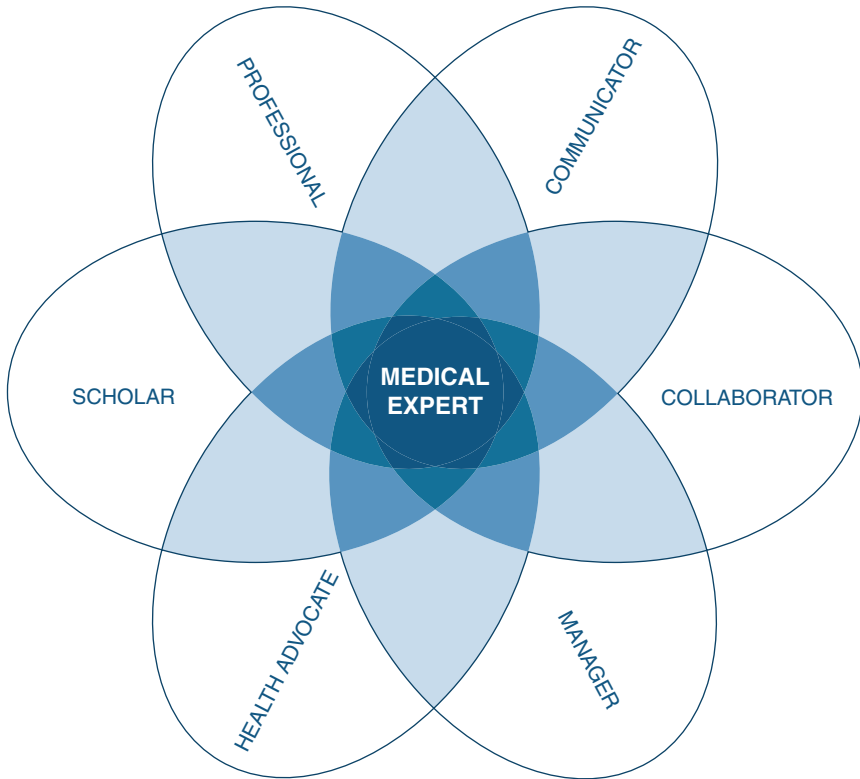 PROFESSIONAL
COMMUNICATOR
SCHOLAR
MEDICAL
EXPERT
COLLABORATOR
HEALTH ADVOCATE
MANAGER